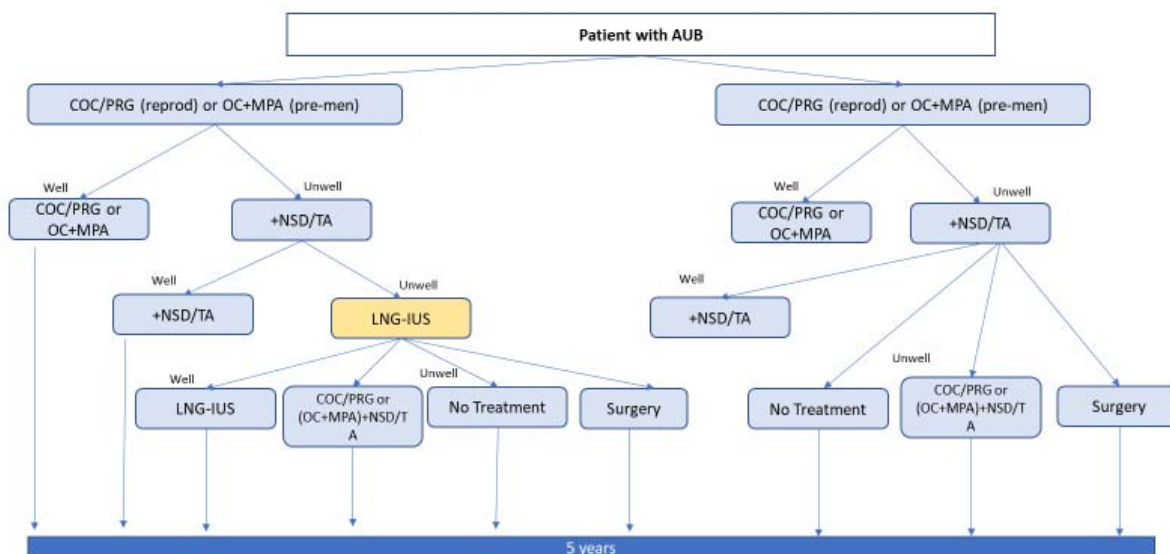 Patient with AUB
COC/PRG (reprod) or OC+MPA (pre-men)
COC/PRG (reprod) or OC+MPA (pre-men)
Well
Unwell
Well
Unwell
COC/PRG or
OC+MPA
+NSD/TA
COC/PRG or
OC+MPA
+NSD/TA
Well
Unwell
Well
+NSD/TA
LNG-IUS
+NSD/TA
Well
Unwell
Unwell
LNG-IUS
COC/PRG or
(OC+MPA)+NSD/T
A
No Treatment
Surgery
No Treatment
COC/PRG or
(OC+MPA)+NSD/T
A
Surgery
5 years